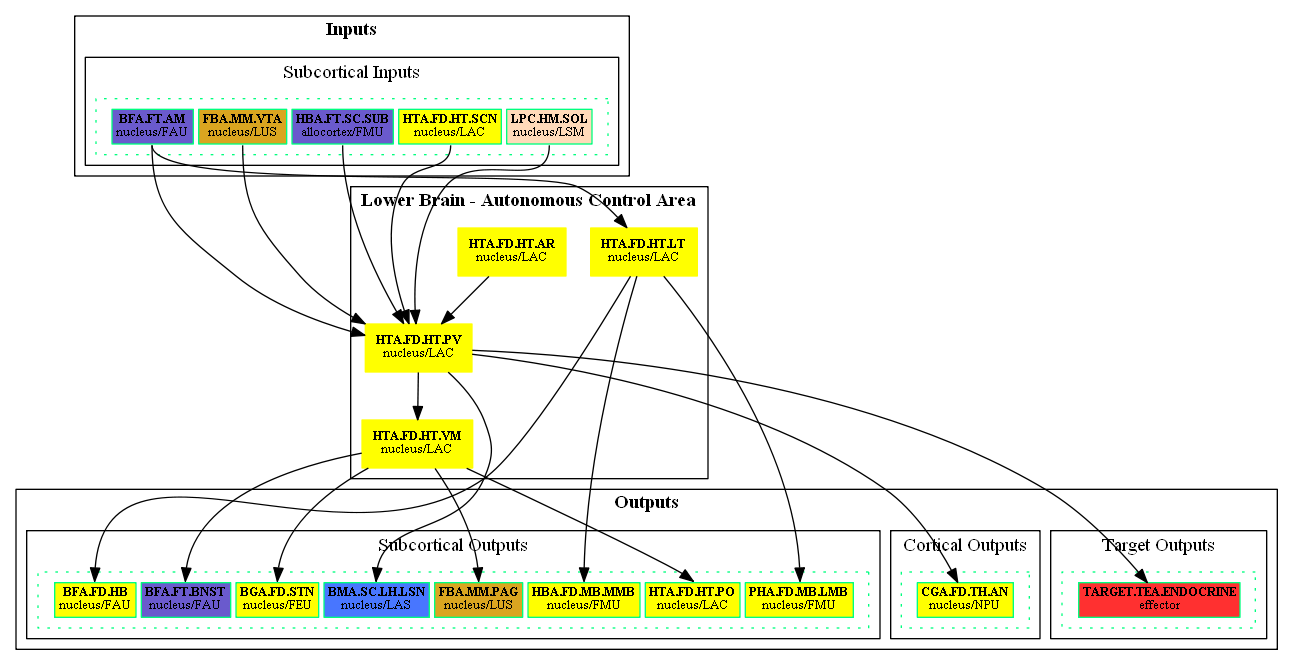 Inputs
Subcortical Inputs
BFA.FT.AM
nucleus/FAU
FBA.MM.VTA
nucleus/LUS
HBA.FT.SC.SUB
allocortex/FMU
HTA.FD.HT.SCN
nucleus/LAC
LPC.HM.SOL
nucleus/LSM
Lower Brain - Autonomous Control Area
HTA.FD.HT.AR
nucleus/LAC
HTA.FD.HT.LT
nucleus/LAC
HTA.FD.HT.PV
nucleus/LAC
HTA.FD.HT.VM
nucleus/LAC
Outputs
Subcortical Outputs
BFA.FD.HB
nucleus/FAU
BFA.FT.BNST
nucleus/FAU
BGA.FD.STN
nucleus/FEU
BMA.SC.LH.LSN
nucleus/LAS
FBA.MM.PAG
nucleus/LUS
HBA.FD.MB.MMB
nucleus/FMU
HTA.FD.HT.PO
nucleus/LAC
PHA.FD.MB.LMB
nucleus/FMU
Cortical Outputs
CGA.FD.TH.AN
nucleus/NPU
Target Outputs
TARGET.TEA.ENDOCRINE
effector